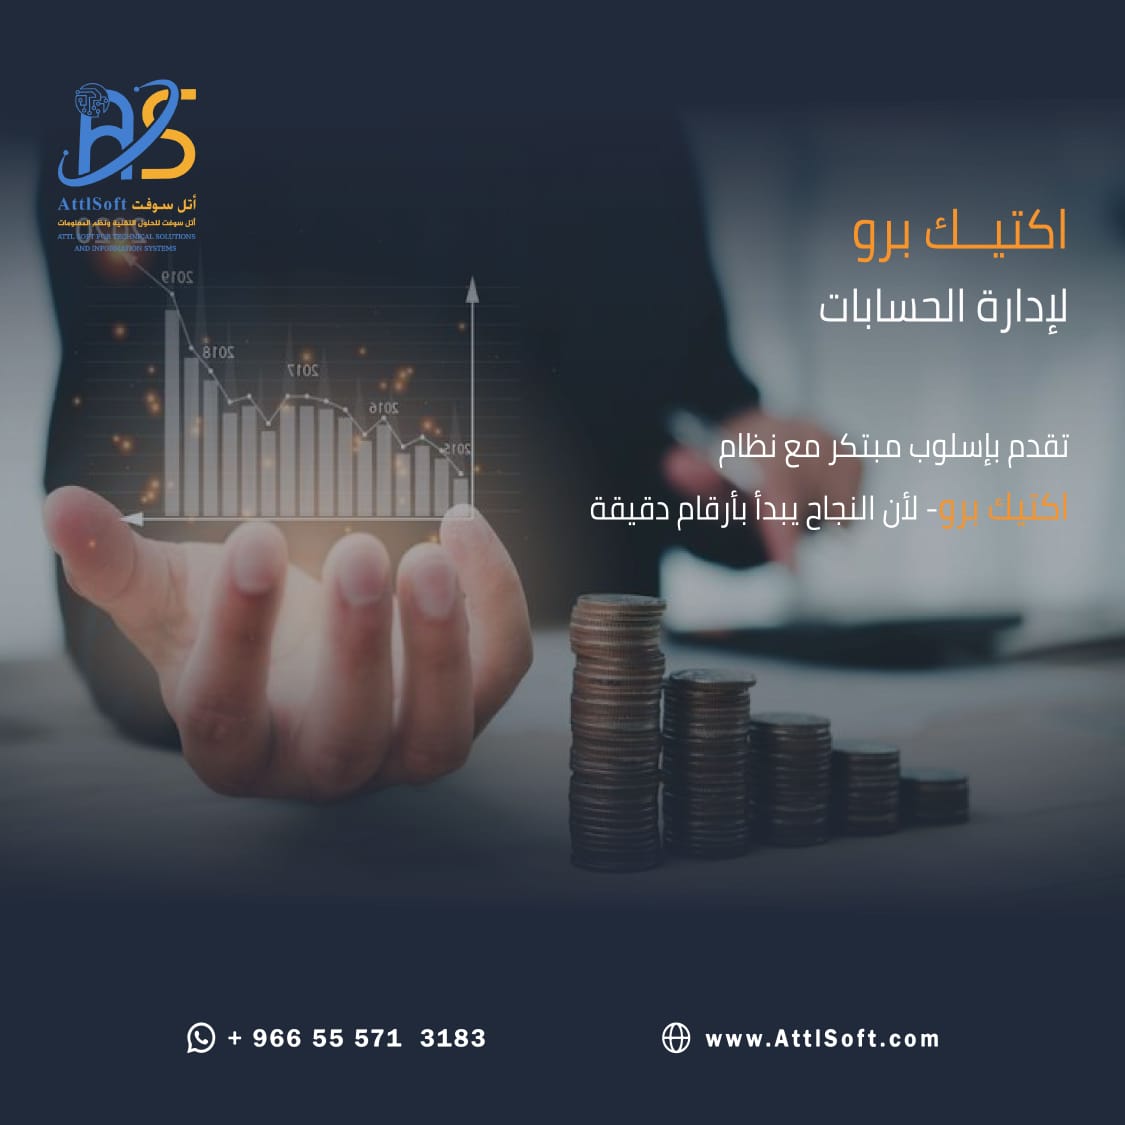 AttlSoft أتل سوفت
أتل سوفت للحلول التقنية ونظم المعلومات
ATTL SOFT FOR TECHNICAL SOLUTIONS
AND INFORMATION SYSTEMS
اكتيـــك برو
لإدارة الحسابات
تقدم بإسلوب مبتكر مع نظام
اكتيك برو- لأن النجاح يبدأ بأرقام دقيقة
2020
2019
2018
2017
2016
2015
+ 966 55 571 3183
www.AttlSoft.com